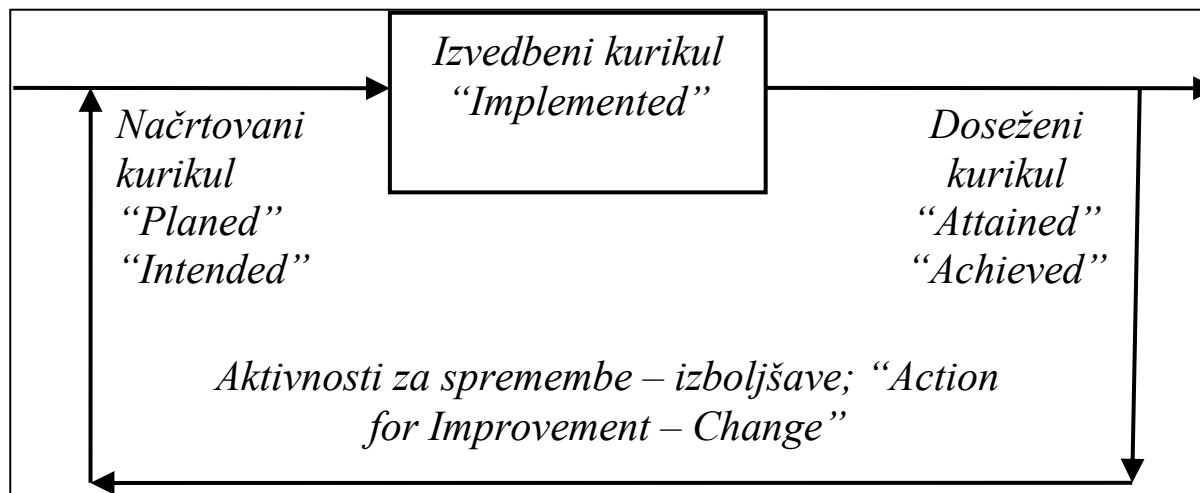 Izvedbeni kurikul
“Implemented”
Načrtovani
kurikul
“Planed”
“Intended”
Doseženi
kurikul
“Attained”
“Achieved”
Aktivnosti za spremembe – izboljšave; “Action
for Improvement – Change”